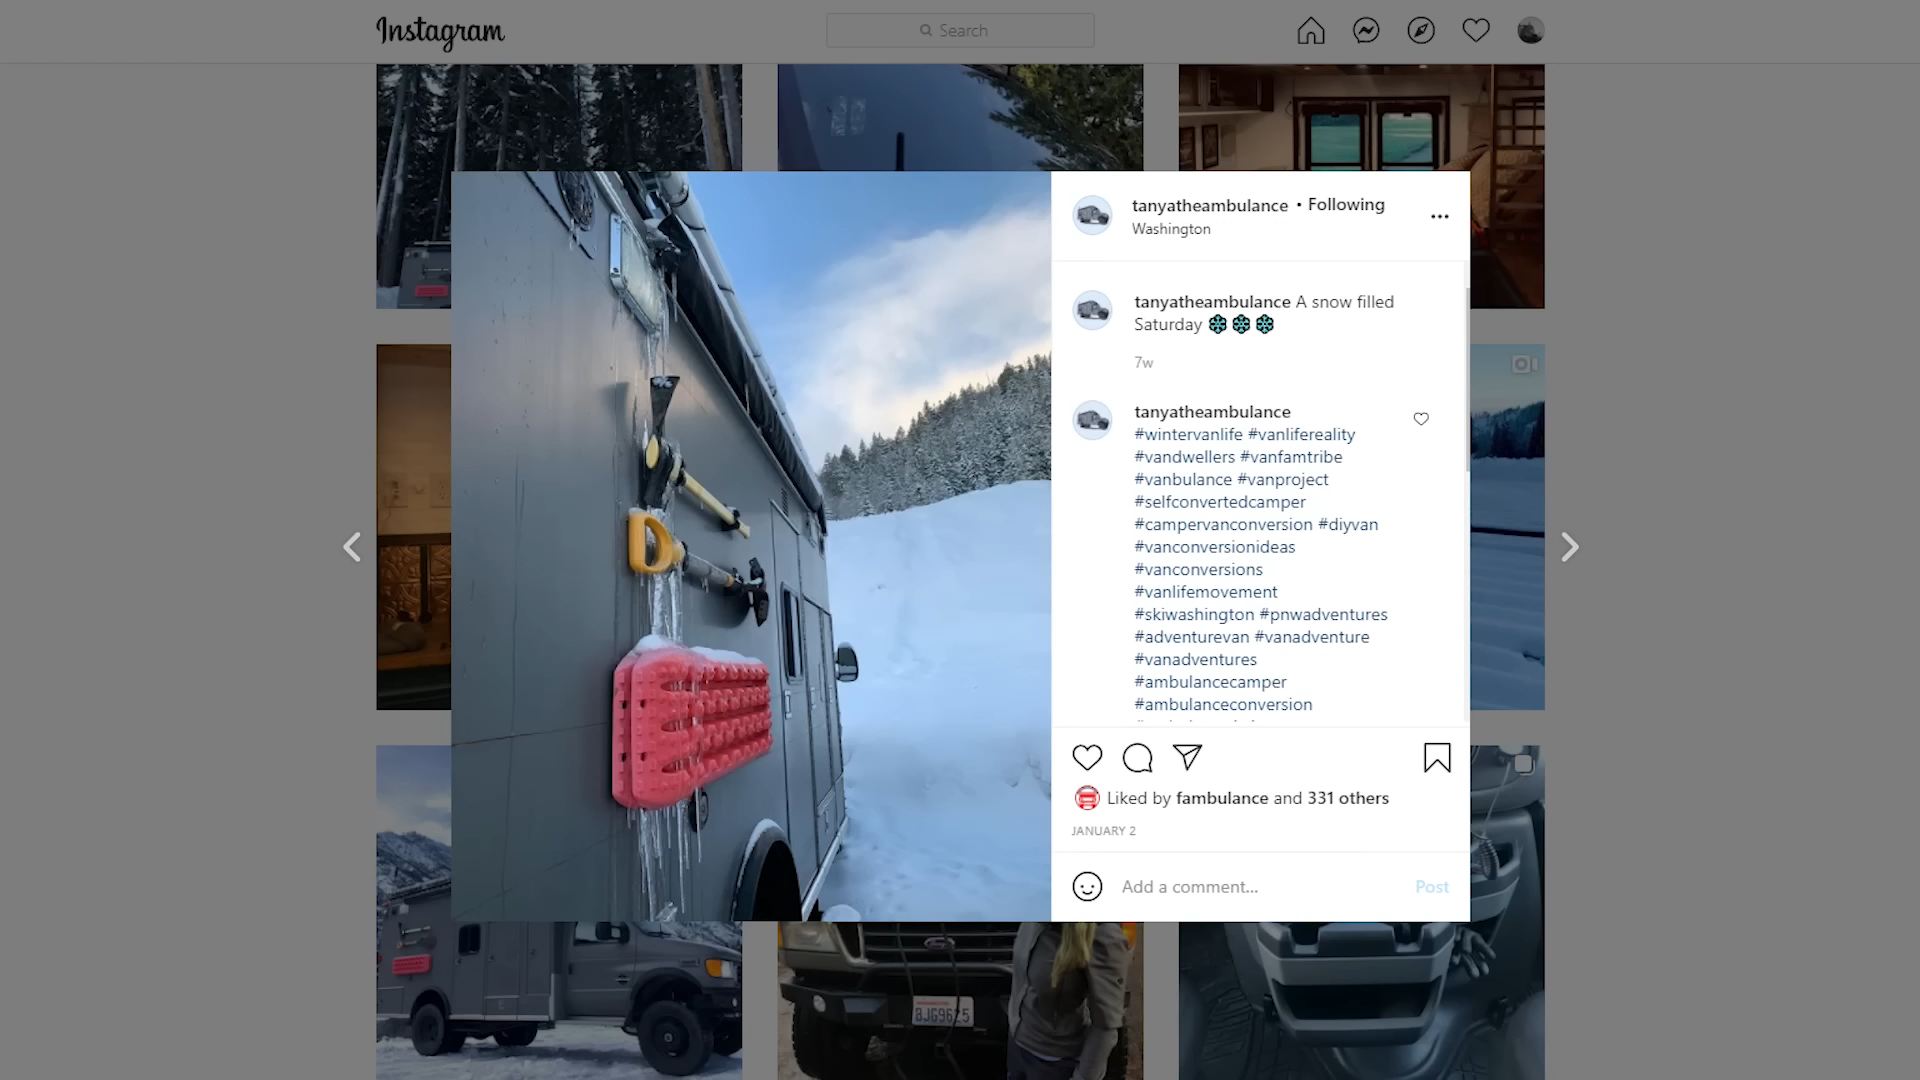 Instagram
Search
tanyatheambulance • Following
Washington
tanyatheambulance A snow filled
Saturday ❄️❄️❄️
7w
tanyatheambulance
#wintervanlife #vanlifereality
#vandwellers #vanfamtribe
#vanbulance #vanproject
#selfconvertedcamper
#campervanconversion #diyvan
#vanconversionideas
#vanconversions
#vanlifemovement
#skiwashington #pnwadventures
#adventurevan #vanadventure
#vanadventures
#ambulancecamper
#ambulanceconversion
Liked by fambulance and 331 others
JANUARY 2
Add a comment...
Post
BJG9625